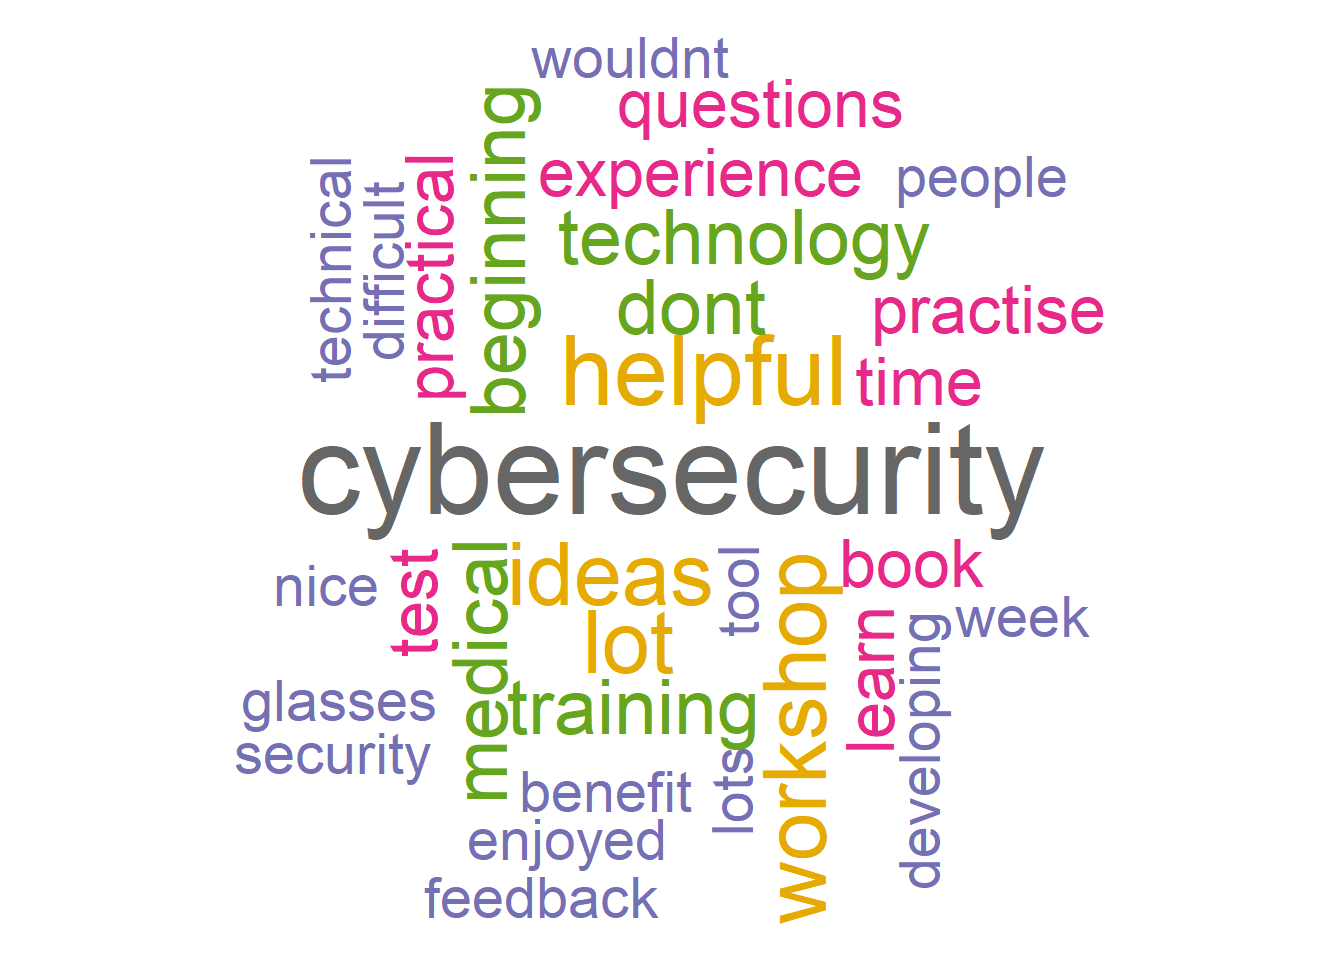 wouldnt
questions
experience
people
technical
difficult
practical
beginning
technology
dont
practise
helpful
time
cybersecurity
nice
test
medical
ideas
tool
workshop
book
lot
learn
developing
week
glasses
training
security
benefit
lots
enjoyed
feedback